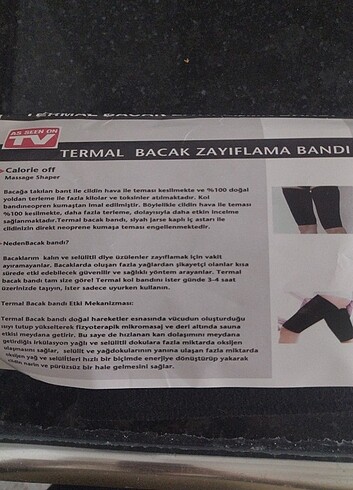 AS SEEN ON
TV
TERMAL BACAK ZAYIFLAMA BANDI
Calorie off
Massage Shaper
Bacağa takılan bant ile cildin hava ile teması kesilmekte ve %100 doğal
yoldan terleme ile fazla kilolar ve toksinler atılmaktadır. Kol
bandıneopren kumaştan imal edilmiştir. Böylelikle cildin hava ile teması
%100 kesilmekte, daha fazla terleme, dolayısıyla daha etkin incelme
sağlanmaktadır.Termal bacak bandı, siyah jarse kaplı iç astarı ile
cildinizin direkt neoprene kumaşa teması engellenmektedir.
NedenBacak bandı?
Bacaklarım kalın ve selülitli diye üzülenler zayıflamak için vakit
ayıramayanlar. Bacaklarda oluşan fazla yağlardan şikayetçi olanlar kısa
sürede etkili edebilecek güvenilir ve sağlıklı yöntem arayanlar. Termal
bacak bandı tam size göre! Termal kol bandını ister günde 3-4 saat
üzerinizde taşıyın, ister sadece uyurken kullanın.
Termal Bacak bandı Etki Mekanizması:
Termal Bacak bandı doğal hareketler esnasında vücudun oluşturduğu
ısıyı tutup yükselterek fizyoterapik mikromasaj ve deri altında sauna
etkisi meydana getirir. Bu saye de hızlanan kan dolaşımını meydana
getirdiğiı irkülasyon yağlı ve selülitli dokulara fazla miktarda oksijen
ulaşmasını sağlar, selülit ve yağdokularının yanına ulaşan fazla miktarda
oksijen yağ ve selülitleri hızlı bir biçimde enerjiye dönüştürüp yakarak
cildin narin ve pürüzsüz bir hale gelmesini sağlar.